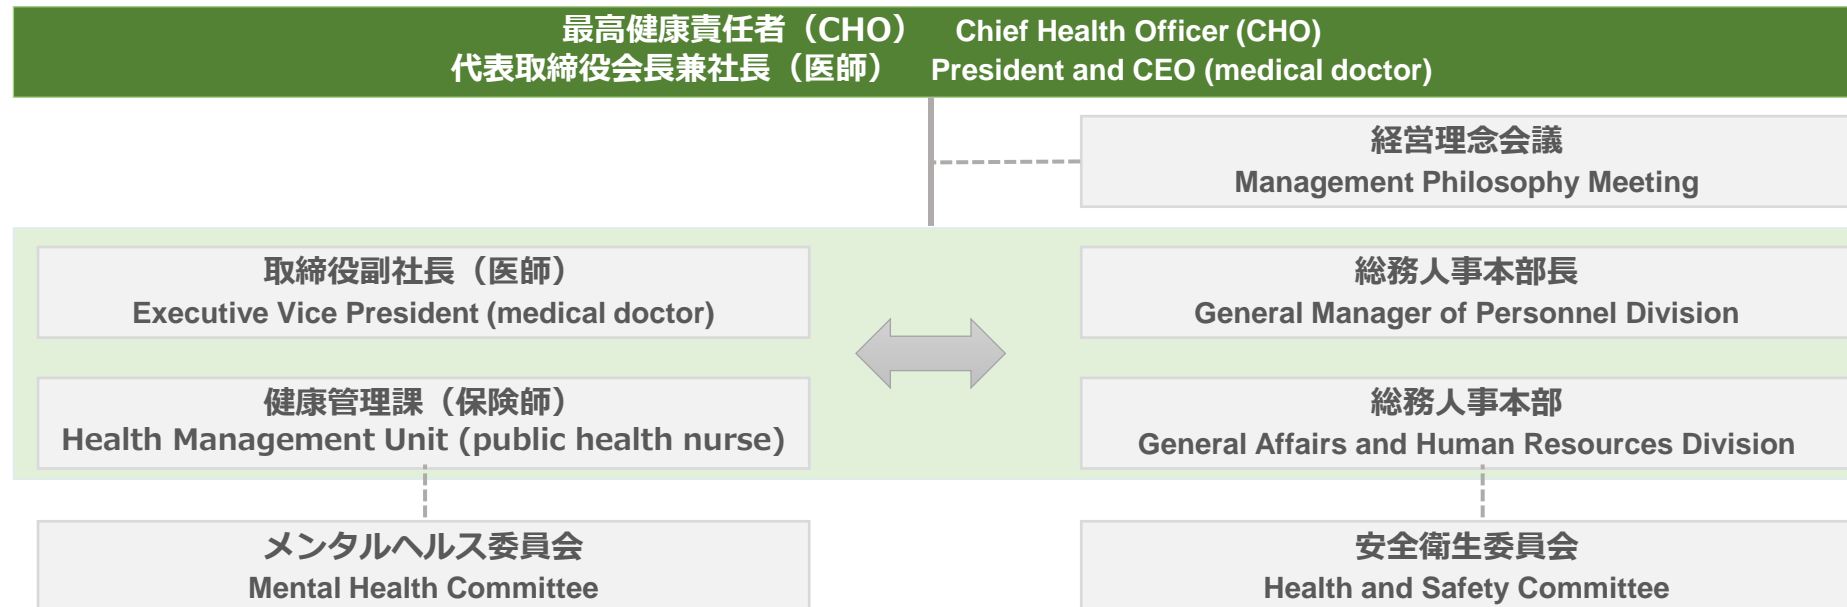 最高健康責任者（CHO） Chief Health Officer (CHO)
代表取締役会長兼社長（医師） President and CEO (medical doctor)
経営理念会議
Management Philosophy Meeting
取締役副社長（医師）
Executive Vice President (medical doctor)
総務人事本部長
General Manager of Personnel Division
健康管理課（保険師）
Health Management Unit (public health nurse)
総務人事本部
General Affairs and Human Resources Division
メンタルヘルス委員会
Mental Health Committee
安全衛生委員会
Health and Safety Committee